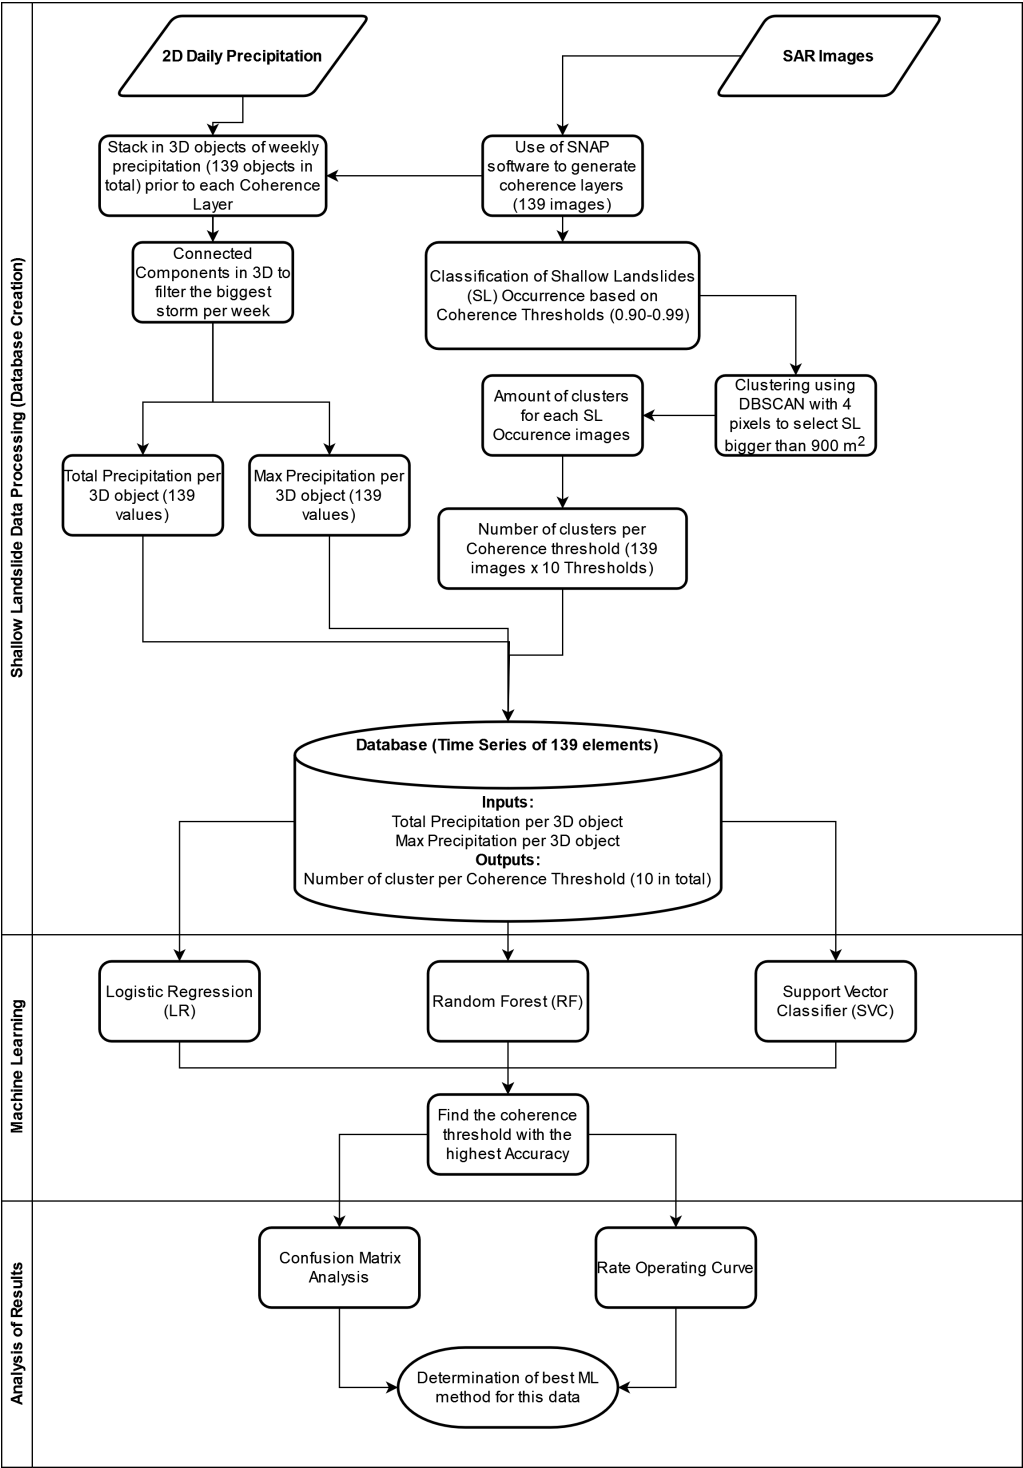 2D Daily Precipitation
SAR Images
Stack in 3D objects of weekly
precipitation (139 objects in
total) prior to each Coherence
Layer
Use of SNAP
software to generate
coherence layers
(139 images)
Connected
Components in 3D to
filter the biggest
storm per week
Classification of Shallow Landslides
(SL) Occurrence based on
Coherence Thresholds (0.90-0.99)
Clustering using
DBSCAN with 4
pixels to select SL
bigger than 900 m²
Amount of clusters
for each SL
Occurence images
Total Precipitation per
3D object (139
values)
Max Precipitation per
3D object (139
values)
Number of clusters per
Coherence threshold (139
images x 10 Thresholds)
Shallow Landslide Data Processing (Database Creation)
Database (Time Series of 139 elements)
Inputs:
Total Precipitation per 3D object
Max Precipitation per 3D object
Outputs:
Number of cluster per Coherence Threshold (10 in total)
Machine Learning
Logistic Regression
(LR)
Random Forest (RF)
Support Vector
Classifier (SVC)
Find the coherence
threshold with the
highest Accuracy
Analysis of Results
Confusion Matrix
Analysis
Rate Operating Curve
Determination of best ML
method for this data